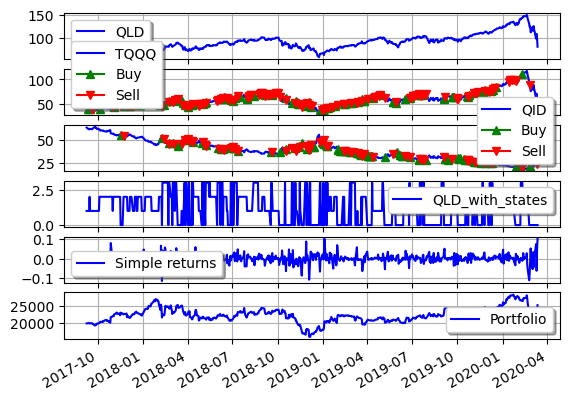 150
100
QLD
100
50
TQQQ
Buy
Sell
50
25
QID
Buy
Sell
2.5
0.0
QLD_with_states
0.1
0.0
-0.1
Simple returns
25000
20000
Portfolio
2017-10
2018-01
2018-04
2018-07
2018-10
2019-01
2019-04
2019-07
2019-10
2020-01
2020-04